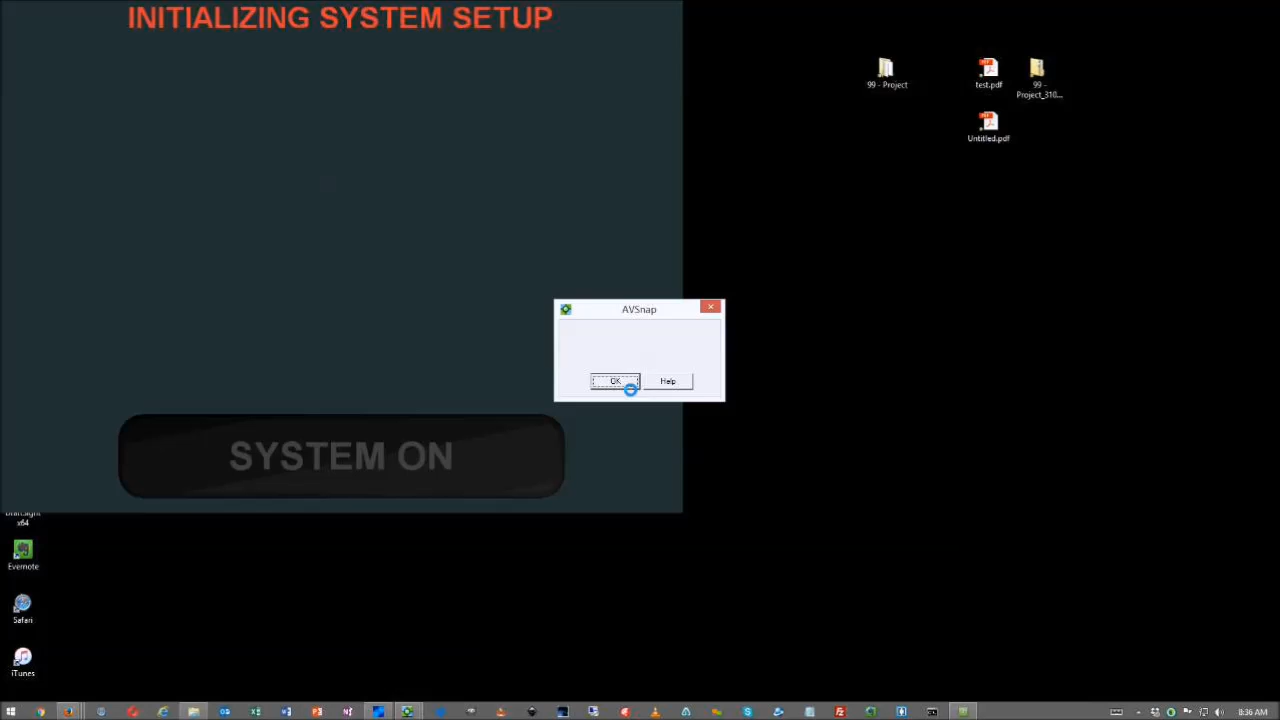 INITIALIZING SYSTEM SETUP
99 - Project
test.pdf
99 -
Project_310...
Untitled.pdf
AVSnap
OK
Help
SYSTEM ON
x64
Evernote
Safari
iTunes
8:36 AM